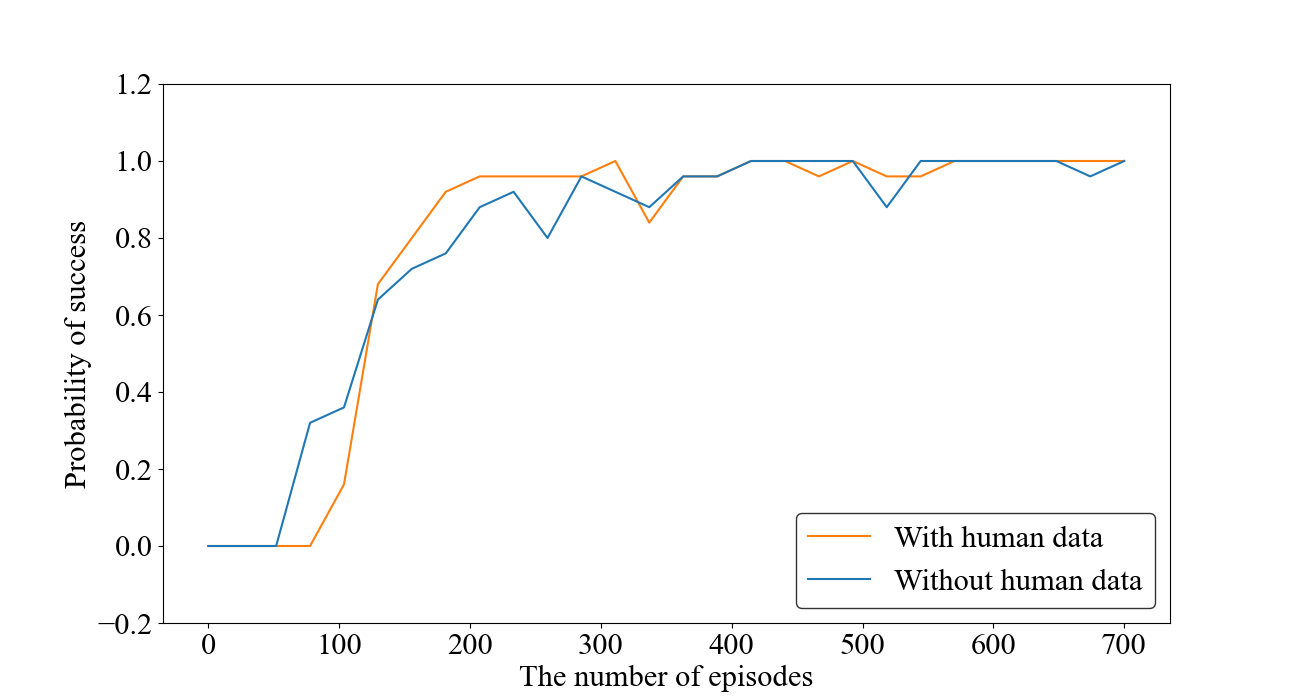 1.2
1.0
0.8
0.6
0.4
0.2
0.0
−0.2
Probability of success
0 100 200 300 400 500 600 700
The number of episodes
With human data
Without human data